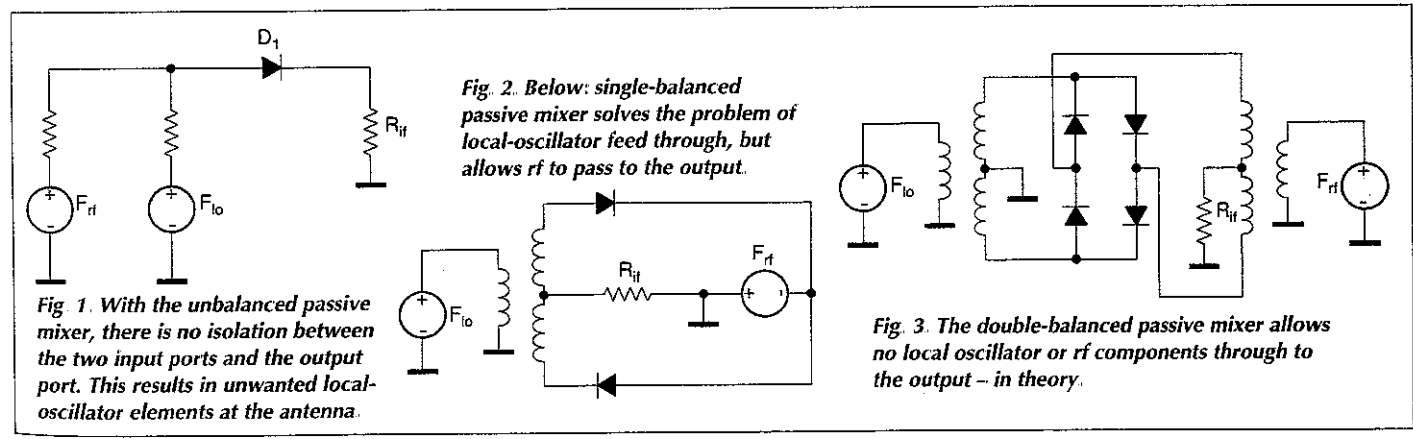 D1
Rif
Frf
Flo
Fig. 1. With the unbalanced passive
mixer, there is no isolation between
the two input ports and the output
port. This results in unwanted local-
oscillator elements at the antenna.
Fig. 2. Below: single-balanced
passive mixer solves the problem of
local-oscillator feed through, but
allows rf to pass to the output.
Flo
Rif
Frf
Flo
Rif
Frf
Fig. 3. The double-balanced passive mixer allows
no local oscillator or rf components through to
the output – in theory.